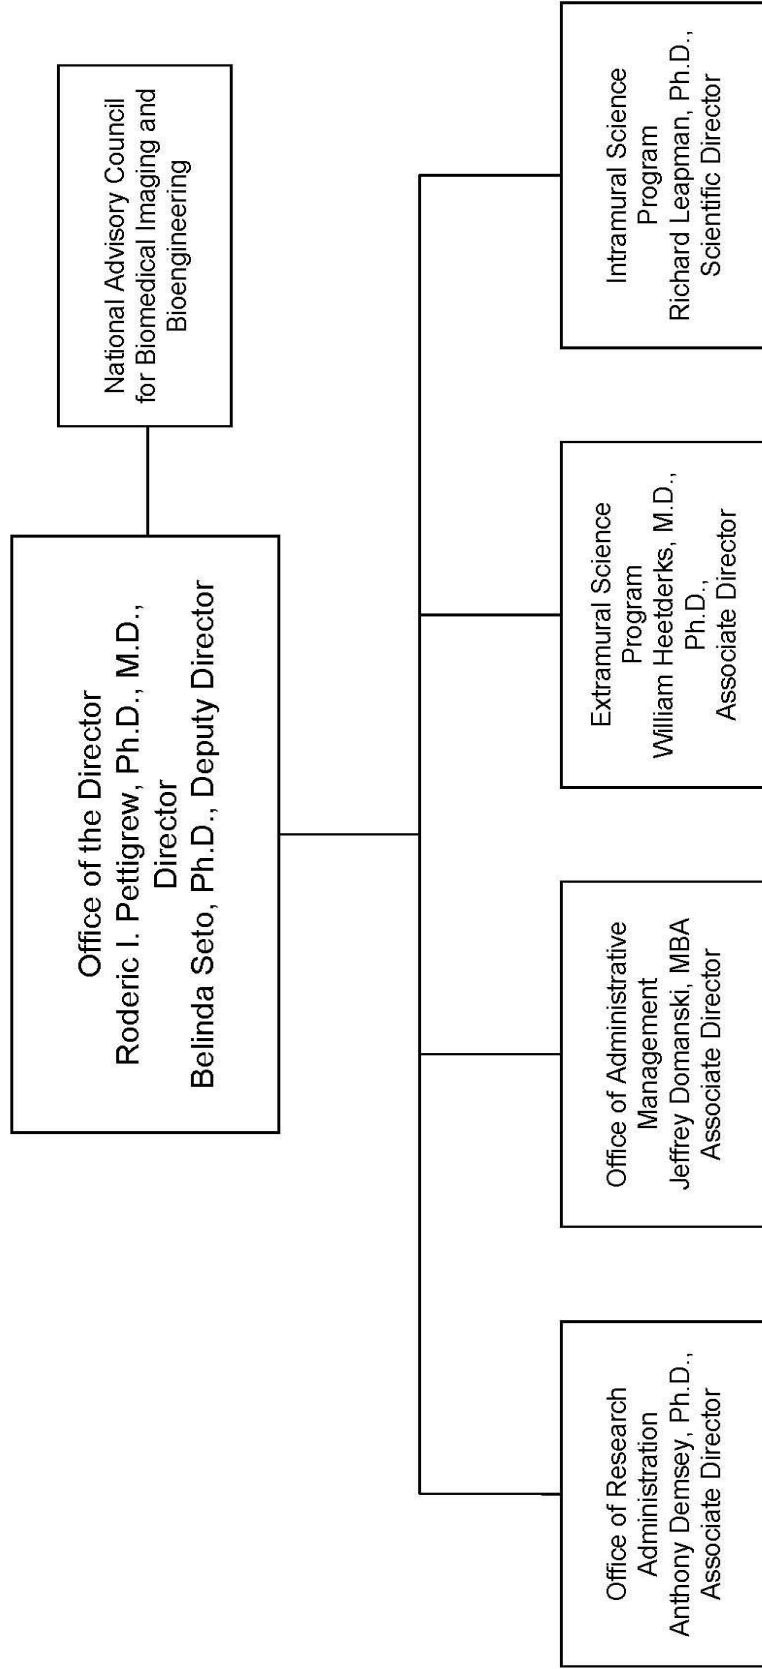 Office of the Director
Roderic I. Pettigrew, Ph.D., M.D.,
Director
Belinda Seto, Ph.D., Deputy Director
National Advisory Council
for Biomedical Imaging and
Bioengineering
Office of Research
Administration
Anthony Demsey, Ph.D.,
Associate Director
Office of Administrative
Management
Jeffrey Domanski, MBA
Associate Director
Extramural Science
Program
William Heetderks, M.D.,
Ph.D.,
Associate Director
Intramural Science
Program
Richard Leapman, Ph.D.,
Scientific Director